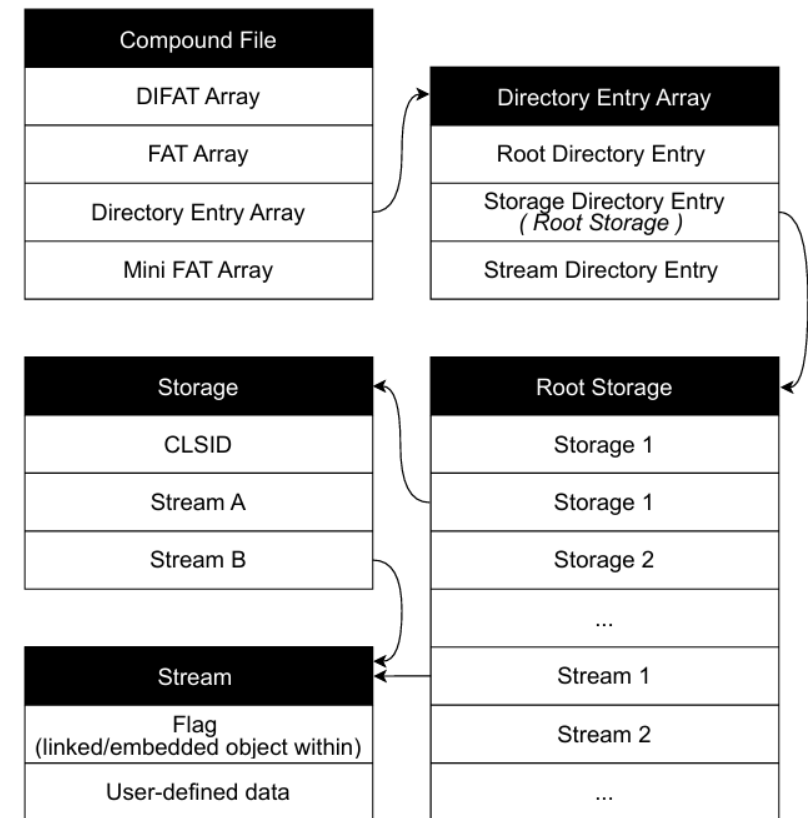 Compound File
DIFAT Array
FAT Array
Directory Entry Array
Mini FAT Array
Directory Entry Array
Root Directory Entry
Storage Directory Entry
( Root Storage )
Stream Directory Entry
Storage
CLSID
Stream A
Stream B
Root Storage
Storage 1
Storage 1
Storage 2
...
Stream 1
Stream 2
...
Stream
Flag
(linked/embedded object within)
User-defined data